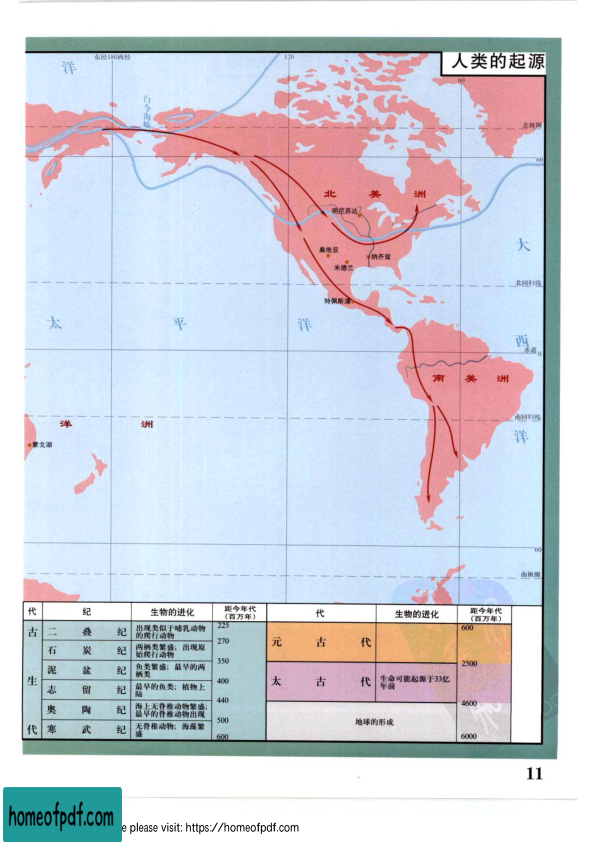 人类的起源
东经180西经
120
60
洋
白令海峡
北极圈
60
北美洲
明尼苏达
大
桑地亚
纳齐兹
米德兰
北回归线
特佩斯潘
太平洋
西
赤道
0
南美洲
南回归线
洋洲
洋
蒙戈湖
60
南极圈
代 纪 生物的进化 距今年代
(百万年)
古生代
225
二叠纪 出现类似于哺乳动物
的爬行动物
270
石炭纪 两栖类繁盛；出现原
始爬行动物
350
泥盆纪 鱼类繁盛；最早的两
栖类
400
志留纪 最早的鱼类；植物上
陆
440
奥陶纪 海上无脊椎动物繁盛；
最早的脊椎动物出现
500
寒武纪 无脊椎动物；海藻繁
盛
600
代 生物的进化 距今年代
(百万年)
600
元古代
2500
太古代 生命可能起源于33亿
年前
4600
地球的形成
6000
11
homeofpdf.com
e please visit: https://homeofpdf.com